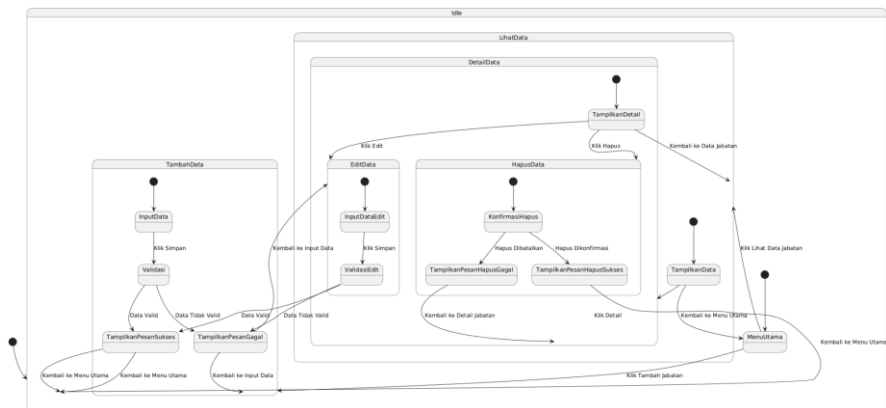 Idle
LihatData
DetailData
TampilkanDetail
Klik Edit
Klik Hapus
Kembali ke Data Jabatan
TambahData
EditData
HapusData
InputData
InputDataEdit
KonfirmasiHapus
Klik Simpan
Kembali ke Input Data
Klik Simpan
Hapus Dibatalkan
Hapus Dikonfirmasi
Klik Lihat Data Jabatan
Validasi
ValidasiEdit
TampilkanPesanHapusGagal
TampilkanPesanHapusSukses
TampilkanData
Data Valid
Data Tidak Valid
Data Valid
Data Tidak Valid
Kembali ke Detail Jabatan
Klik Detail
Kembali ke Menu Utama
TampilkanPesanSukses
TampilkanPesanGagal
MenuUtama
Kembali ke Menu Utama
Kembali ke Menu Utama
Kembali ke Menu Utama
Kembali ke Input Data
Klik Tambah Jabatan